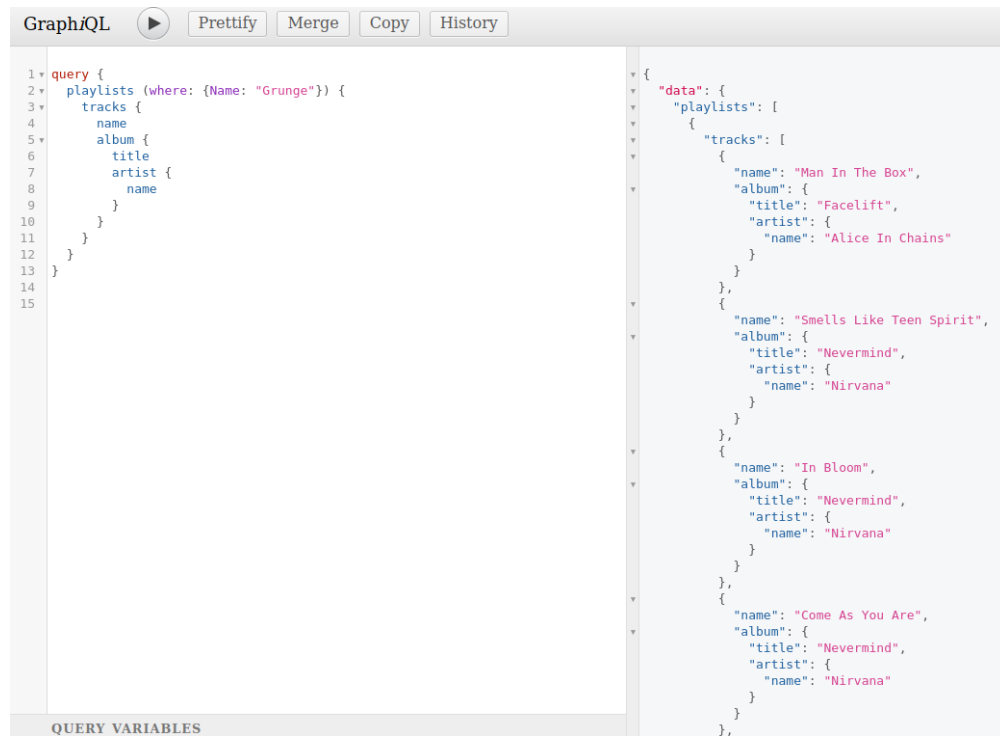 GraphiQL Prettify Merge Copy History
1 query {
2   playlists (where: {Name: "Grunge"}) {
3     tracks {
4       name
5       album {
6         title
7         artist {
8           name
9         }
10       }
11     }
12   }
13 }
14
15
QUERY VARIABLES
{
  "data": {
    "playlists": [
      {
        "tracks": [
          {
            "name": "Man In The Box",
            "album": {
              "title": "Facelift",
              "artist": {
                "name": "Alice In Chains"
              }
            }
          },
          {
            "name": "Smells Like Teen Spirit",
            "album": {
              "title": "Nevermind",
              "artist": {
                "name": "Nirvana"
              }
            }
          },
          {
            "name": "In Bloom",
            "album": {
              "title": "Nevermind",
              "artist": {
                "name": "Nirvana"
              }
            }
          },
          {
            "name": "Come As You Are",
            "album": {
              "title": "Nevermind",
              "artist": {
                "name": "Nirvana"
              }
            }
          },